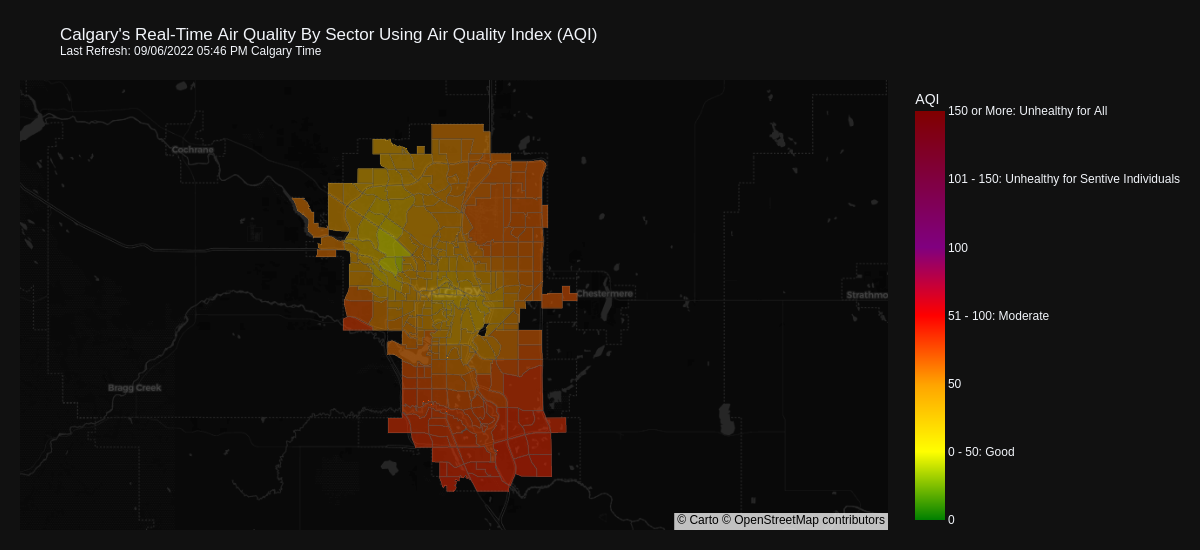 Calgary's Real-Time Air Quality By Sector Using Air Quality Index (AQI)
Last Refresh: 09/06/2022 05:46 PM Calgary Time
AQI
150 or More: Unhealthy for All
Cochrane
101 - 150: Unhealthy for Sentive Individuals
100
CALGARY
Chestermere
Strathmo
51 - 100: Moderate
50
Bragg Creek
0 - 50: Good
0
© Carto © OpenStreetMap contributors